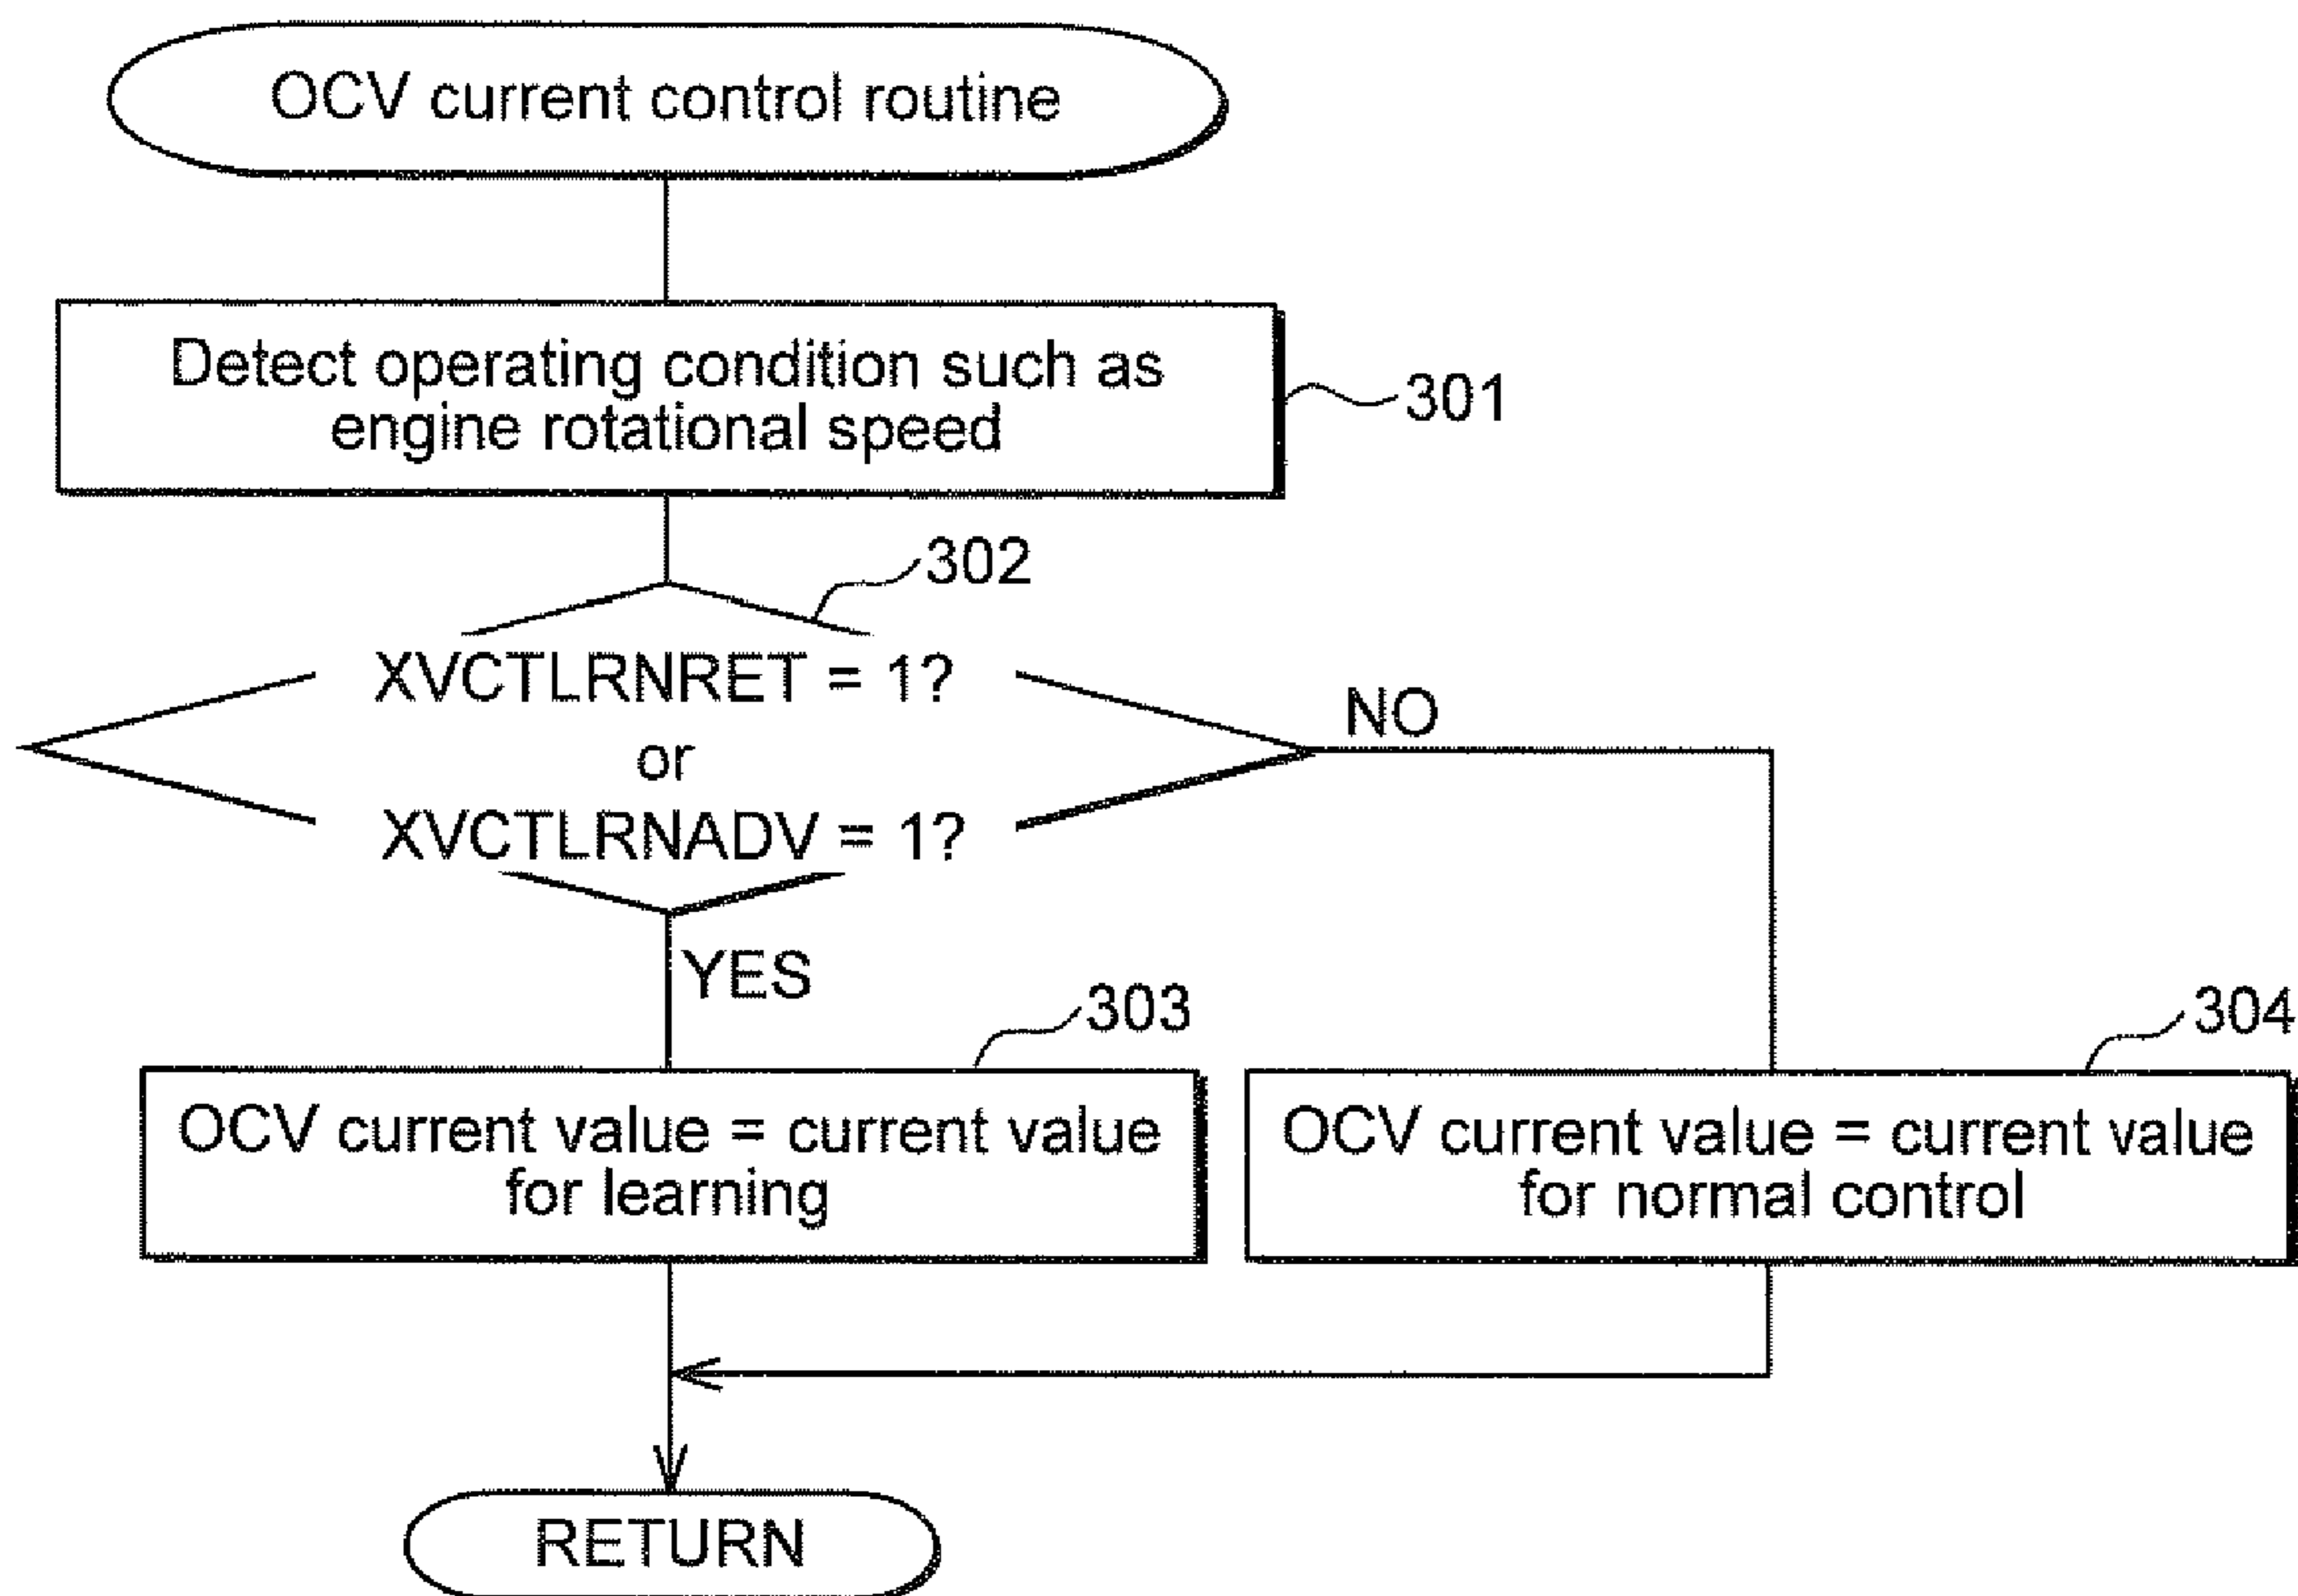 OCV current control routine
Detect operating condition such as
engine rotational speed
301
302
XVCTLRNRET = 1?
or
XVCTLRNADV = 1?
NO
YES
303
304
OCV current value = current value
for learning
OCV current value = current value
for normal control
RETURN